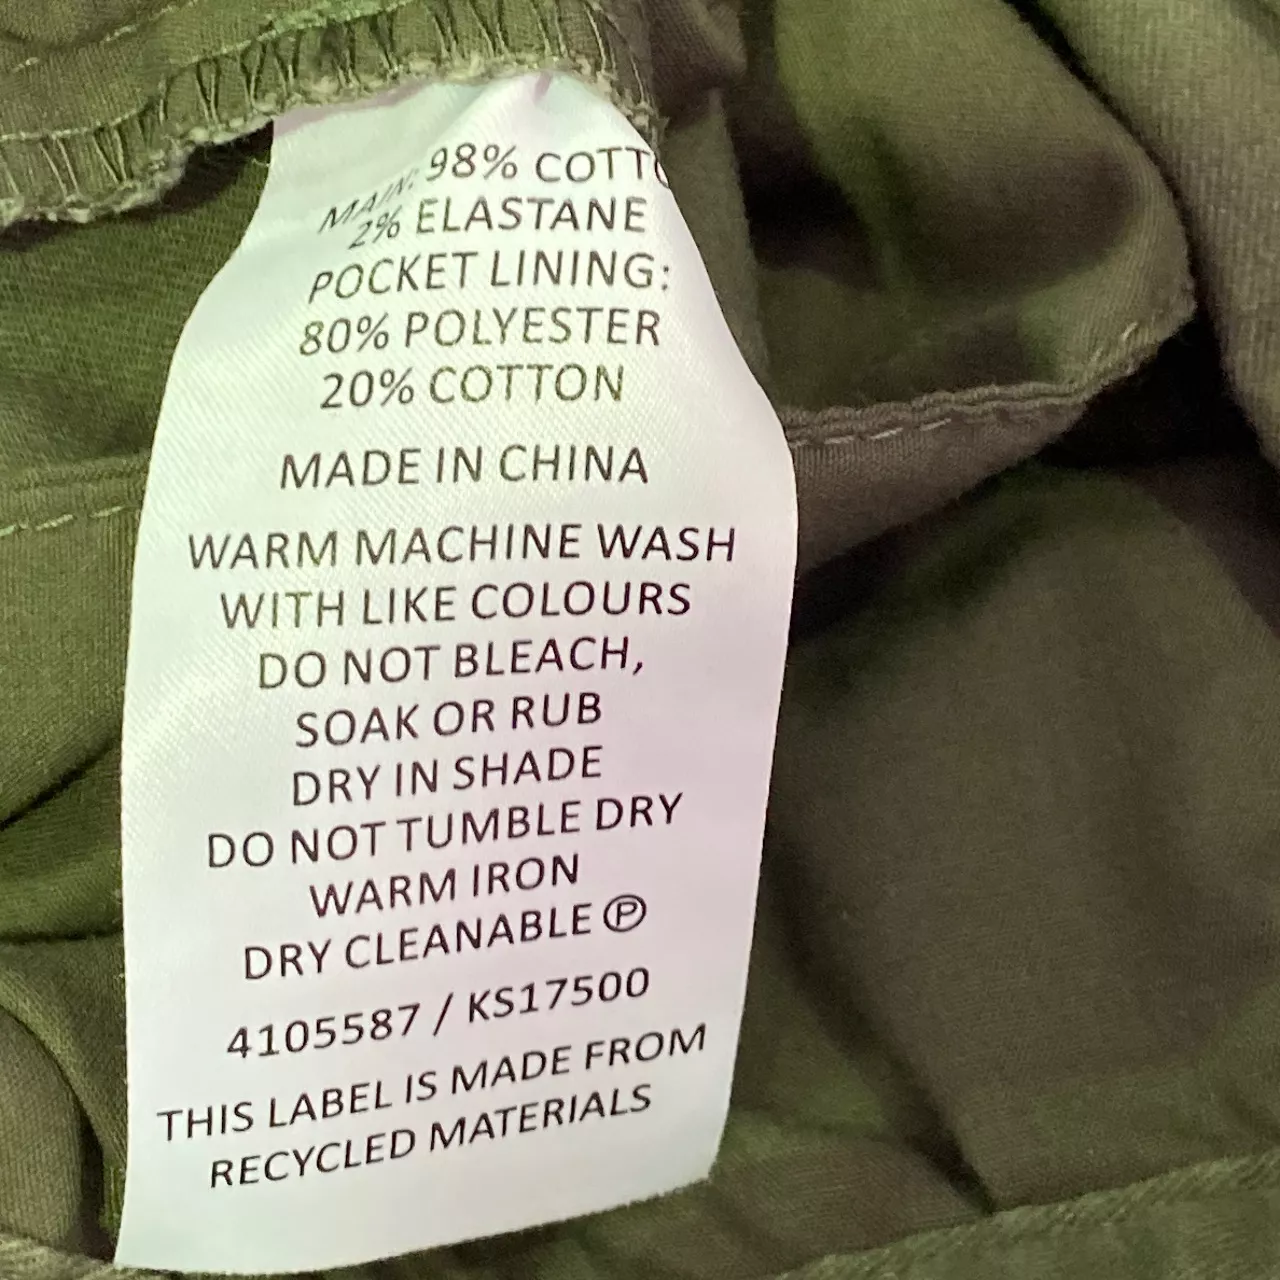 MAIN: 98% COTTO
2% ELASTANE
POCKET LINING:
80% POLYESTER
20% COTTON
MADE IN CHINA
WARM MACHINE WASH
WITH LIKE COLOURS
DO NOT BLEACH,
SOAK OR RUB
DRY IN SHADE
DO NOT TUMBLE DRY
WARM IRON
DRY CLEANABLE Ⓟ
4105587 / KS17500
THIS LABEL IS MADE FROM
RECYCLED MATERIALS